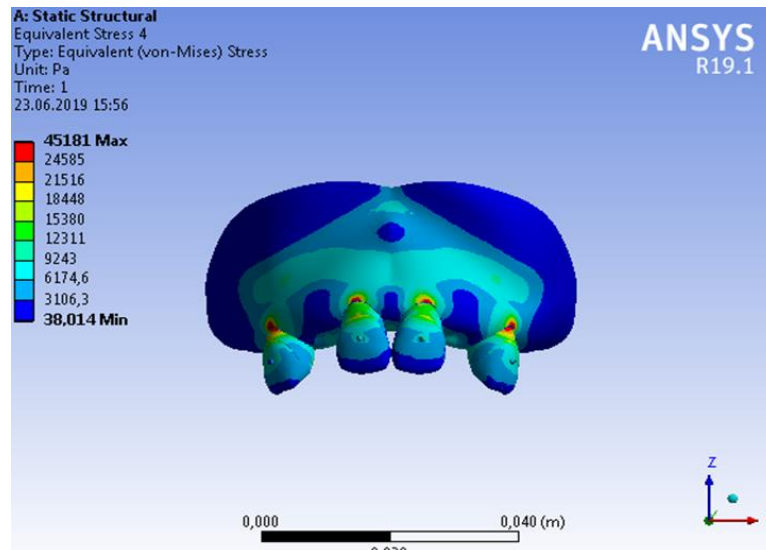 A: Static Structural
Equivalent Stress 4
Type: Equivalent (von-Mises) Stress
Unit: Pa
Time: 1
23.06.2019 15:56
ANSYS
R19.1
45181 Max
24585
21516
18448
15380
12311
9243
6174,6
3106,3
38,014 Min
Z
0,000
0,040 (m)